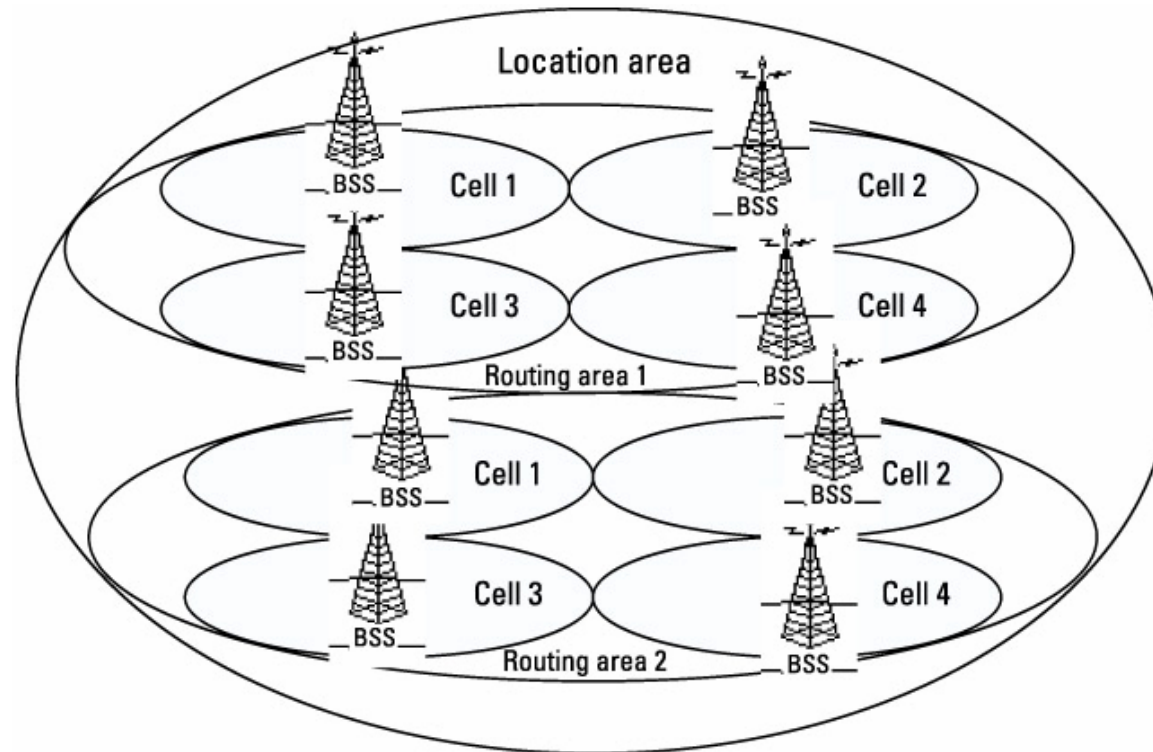 Location area
BSS
Cell 1
BSS
Cell 2
BSS
Cell 3
BSS
Cell 4
Routing area 1
BSS
Cell 1
BSS
Cell 2
BSS
Cell 3
BSS
Cell 4
Routing area 2